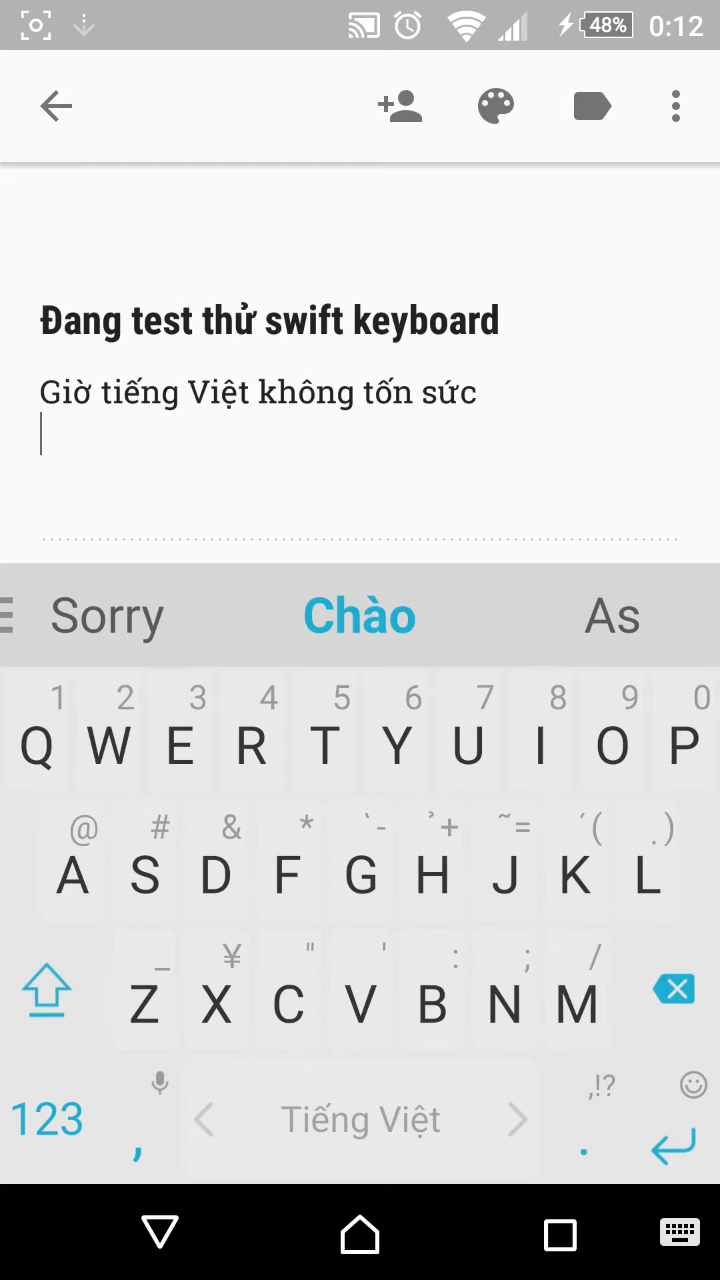 48% 0:12
Đang test thử swift keyboard
Giờ tiếng Việt không tốn sức
Sorry Chào As
1 2 3 4 5 6 7 8 9 0
Q W E R T Y U I O P
@ # & * ̀- ̉+ ̃= ́( ̣)
A S D F G H J K L
_ ¥ " ' : ; /
Z X C V B N M
,!?
123 , Tiếng Việt .